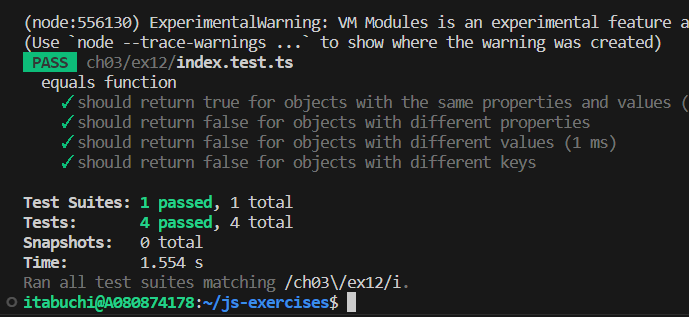 (node:556130) ExperimentalWarning: VM Modules is an experimental feature a
(Use `node --trace-warnings ...` to show where the warning was created)
PASS ch03/ex12/index.test.ts
equals function
✓ should return true for objects with the same properties and values (
✓ should return false for objects with different properties
✓ should return false for objects with different values (1 ms)
✓ should return false for objects with different keys
Test Suites: 1 passed, 1 total
Tests: 4 passed, 4 total
Snapshots: 0 total
Time: 1.554 s
Ran all test suites matching /ch03\/ex12/i.
itabuchi@A080874178:~/js-exercises$